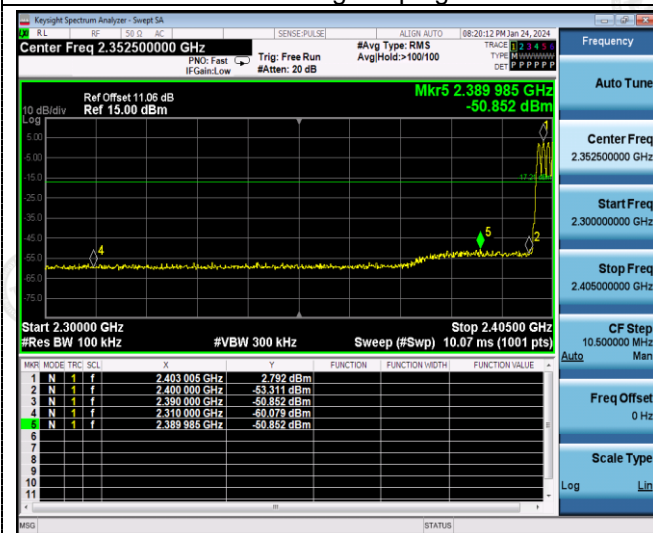 Keysight Spectrum Analyzer - Swept SA
RL RF 50 Ω AC SENSE:PULSE ALIGN AUTO 08:20:12 PM Jan 24, 2024
Center Freq 2.352500000 GHz
PNO: Fast
IFGain:Low
Trig: Free Run
#Atten: 20 dB
#Avg Type: RMS
Avg|Hold:>100/100
TRACE 1 2 3 4 5 6
TYPE M W W W W W
DET P P P P P P
Ref Offset 11.06 dB
10 dB/div Ref 15.00 dBm
Log
Mkr5 2.389 985 GHz
-50.852 dBm
5.00
-5.00
-15.0
-25.0
-35.0
-45.0
-55.0
-65.0
-75.0
1
2
4
5
Start 2.30000 GHz Stop 2.40500 GHz
#Res BW 100 kHz #VBW 300 kHz Sweep (#Swp) 10.07 ms (1001 pts)
MKR MODE TRC SCL X Y FUNCTION FUNCTION WIDTH FUNCTION VALUE
1 N 1 f 2.403 005 GHz 2.792 dBm
2 N 1 f 2.400 000 GHz -53.311 dBm
3 N 1 f 2.390 000 GHz -50.852 dBm
4 N 1 f 2.310 000 GHz -60.079 dBm
5 N 1 f 2.389 985 GHz -50.852 dBm
6
7
8
9
10
11
MSG STATUS
Frequency
Auto Tune
Center Freq
2.352500000 GHz
Start Freq
2.300000000 GHz
Stop Freq
2.405000000 GHz
CF Step
10.500000 MHz
Auto Man
Freq Offset
0 Hz
Scale Type
Log Lin